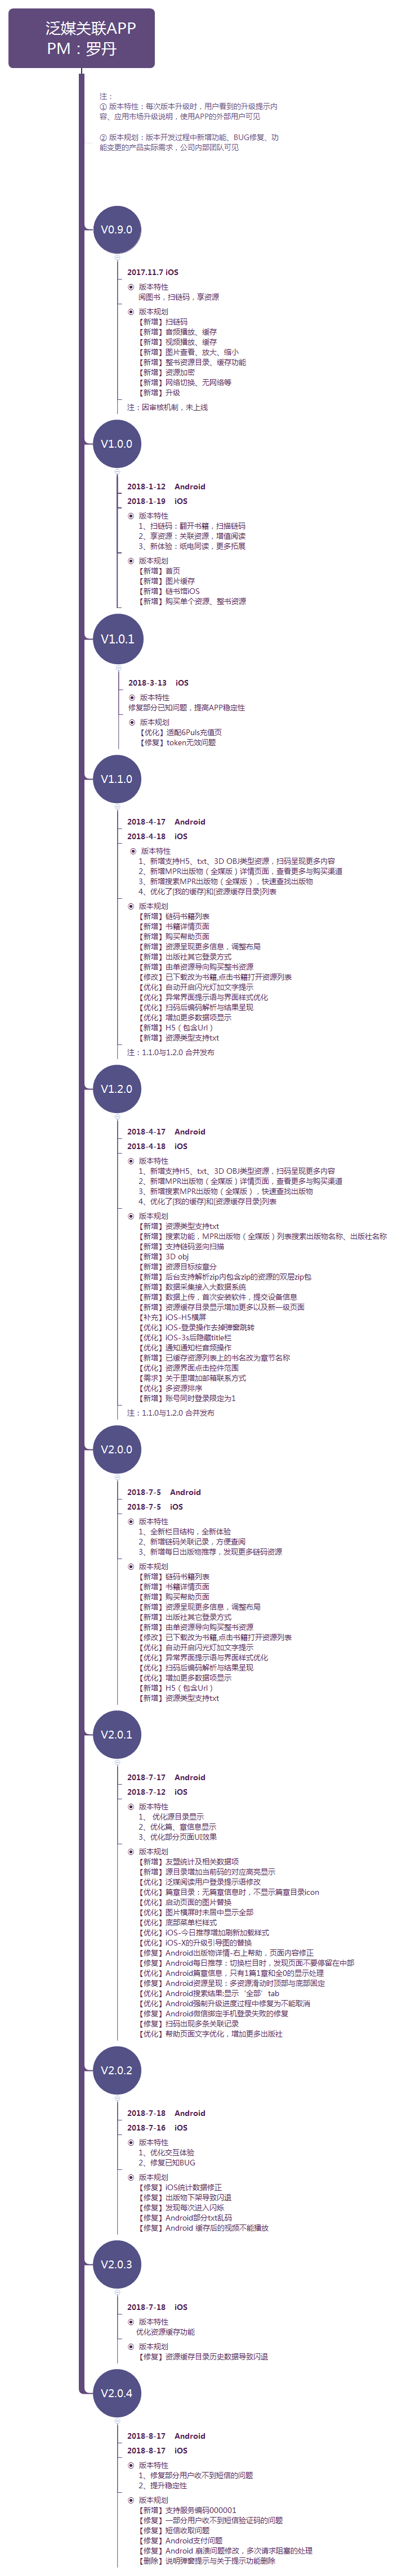 泛媒关联APP
PM：罗丹
注：
① 版本特性：每次版本升级时，用户看到的升级提示内
容、应用市场升级说明，使用APP的外部用户可见
② 版本规划：版本开发过程中新增功能、BUG修复、功
能变更的产品实际需求，公司内部团队可见
V0.9.0
2017.11.7 iOS
版本特性
阅图书，扫链码，享资源
版本规划
【新增】扫链码
【新增】音频播放、缓存
【新增】视频播放、缓存
【新增】图片查看、放大、缩小
【新增】整书资源目录、缓存功能
【新增】资源加密
【新增】网络切换、无网络等
【新增】升级
注：因审核机制，未上线
V1.0.0
2018-1-12 Android
2018-1-19 iOS
版本特性
1、扫链码：翻开书籍，扫描链码
2、享资源：关联资源，增值阅读
3、新体验：纸电同读，更多拓展
版本规划
【新增】首页
【新增】图片缓存
【新增】链书馆iOS
【新增】购买单个资源、整书资源
V1.0.1
2018-3-13 iOS
版本特性
修复部分已知问题，提高APP稳定性
版本规划
【优化】适配6Puls充值页
【修复】token无效问题
V1.1.0
2018-4-17 Android
2018-4-18 iOS
版本特性
1、新增支持H5、txt、3D OBJ类型资源，扫码呈现更多内容
2、新增MPR出版物（全媒版）详情页面，查看更多与购买渠道
3、新增搜素MPR出版物（全媒版），快速查找出版物
4、优化了[我的缓存]和[资源缓存目录]列表
版本规划
【新增】链码书籍列表
【新增】书籍详情页面
【新增】购买帮助页面
【新增】资源呈现更多信息，调整布局
【新增】出版社其它登录方式
【新增】由单资源导向购买整书资源
【修改】已下载改为书籍,点击书籍打开资源列表
【优化】自动开启闪光灯加文字提示
【优化】异常界面提示语与界面样式优化
【优化】扫码后编码解析与结果呈现
【优化】增加更多数据项显示
【新增】H5（包含Url）
【新增】资源类型支持txt
注：1.1.0与1.2.0 合并发布
V1.2.0
2018-4-17 Android
2018-4-18 iOS
版本特性
1、新增支持H5、txt、3D OBJ类型资源，扫码呈现更多内容
2、新增MPR出版物（全媒版）详情页面，查看更多与购买渠道
3、新增搜素MPR出版物（全媒版），快速查找出版物
4、优化了[我的缓存]和[资源缓存目录]列表
版本规划
【新增】资源类型支持txt
【新增】搜素功能，MPR出版物（全媒版）列表搜素出版物名称、出版社名称
【新增】支持链码竖向扫描
【新增】3D obj
【新增】资源目标按章分
【新增】后台支持解析zip内包含zip的资源的双层zip包
【新增】数据采集接入大数据系统
【新增】数据上传，首次安装软件，提交设备信息
【新增】资源缓存目录显示增加更多以及新一级页面
【补充】iOS-H5横屏
【优化】iOS-登录操作去掉弹窗跳转
【优化】iOS-3s后隐藏title栏
【优化】通知通知栏音频操作
【新增】已缓存资源列表上的书名改为章节名称
【优化】资源界面点击控件范围
【需求】关于里增加邮箱联系方式
【优化】多资源排序
【新增】账号同时登录限定为1
注：1.1.0与1.2.0 合并发布
V2.0.0
2018-7-5 Android
2018-7-5 iOS
版本特性
1、全新栏目结构，全新体验
2、新增链码关联记录，方便查阅
3、新增每日出版物推荐，发现更多链码资源
版本规划
【新增】链码书籍列表
【新增】书籍详情页面
【新增】购买帮助页面
【新增】资源呈现更多信息，调整布局
【新增】出版社其它登录方式
【新增】由单资源导向购买整书资源
【修改】已下载改为书籍,点击书籍打开资源列表
【优化】自动开启闪光灯加文字提示
【优化】异常界面提示语与界面样式优化
【优化】扫码后编码解析与结果呈现
【优化】增加更多数据项显示
【新增】H5（包含Url）
【新增】资源类型支持txt
V2.0.1
2018-7-17 Android
2018-7-12 iOS
版本特性
1、 优化源目录显示
2、优化篇、章信息显示
3、优化部分页面UI效果
版本规划
【新增】友盟统计及相关数据项
【新增】源目录增加当前码的对应高亮显示
【优化】泛媒阅读用户登录提示语修改
【优化】篇章目录：无篇章信息时，不显示篇章目录icon
【优化】启动页面的图片替换
【优化】图片横屏时未居中显示全部
【优化】底部菜单栏样式
【优化】iOS-今日推荐增加刷新加载样式
【优化】iOS-X的升级引导图的替换
【修复】Android出版物详情-右上帮助，页面内容修正
【修复】Android每日推荐：切换栏目时，发现页面不要停留在中部
【优化】Android篇章信息，只有1篇1章和全0的显示处理
【修复】Android资源呈现：多资源滑动时顶部与底部固定
【优化】Android搜索结果:显示‘全部’tab
【优化】Android强制升级进度过程中修复为不能取消
【修复】Android微信绑定手机登录失败的修复
【修复】扫码出现多条关联记录
【优化】帮助页面文字优化，增加更多出版社
V2.0.2
2018-7-18 Android
2018-7-16 iOS
版本特性
1、优化交互体验
2、修复已知BUG
版本规划
【修复】iOS统计数据修正
【修复】出版物下架导致闪退
【修复】发现每次进入闪烁
【修复】Android部分txt乱码
【修复】Android 缓存后的视频不能播放
V2.0.3
2018-7-18 iOS
版本特性
优化资源缓存功能
版本规划
【修复】资源缓存目录历史数据导致闪退
V2.0.4
2018-8-17 Android
2018-8-17 iOS
版本特性
1、修复部分用户收不到短信的问题
2、提升稳定性
版本规划
【新增】支持服务编码000001
【修复】一部分用户收不到短信验证码的问题
【修复】短信收取问题
【修复】Android支付问题
【修复】Android 崩溃问题修改，多次请求阻塞的处理
【删除】说明弹窗提示与关于提示功能删除